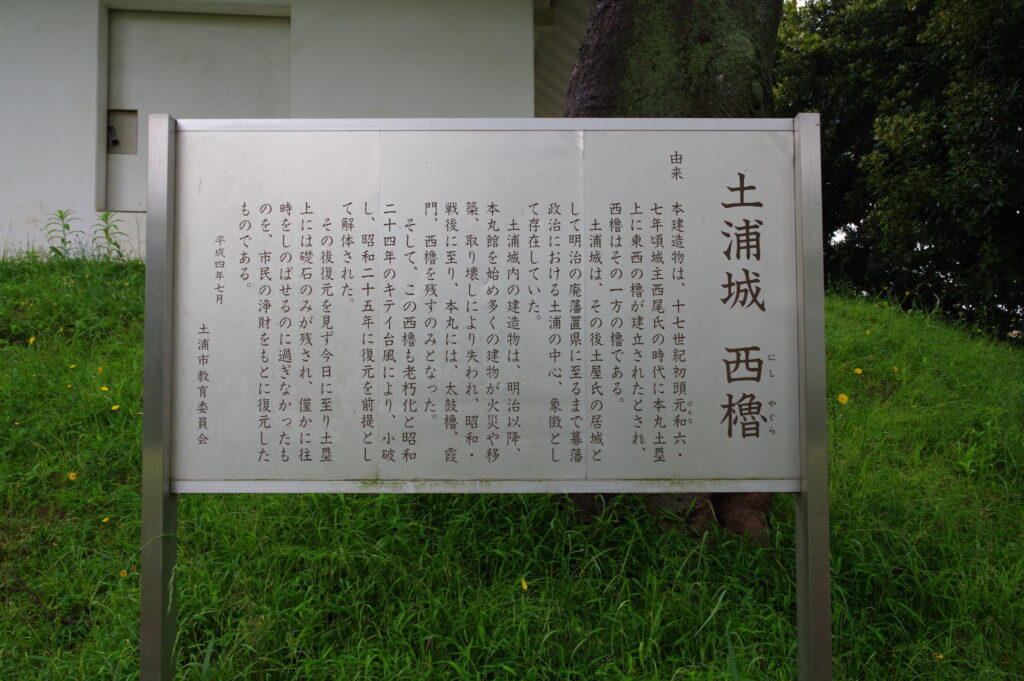 土浦城 西櫓
にし やぐら
由来
本建造物は、十七世紀初頭元和六・
げんな
七年頃城主西尾氏の時代に本丸土塁
上に東西の櫓が建立されたとされ、
西櫓はその一方の櫓である。
土浦城は、その後土屋氏の居城と
して明治の廃藩置県に至るまで幕藩
政治における土浦の中心、象徴とし
て存在していた。
土浦城内の建造物は、明治以降、
本丸館を始め多くの建物が火災や移
築、取り壊しにより失われ、昭和・
戦後に至り、本丸には、太鼓櫓、霞
門、西櫓を残すのみとなった。
そして、この西櫓も老朽化と昭和
二十四年のキテイ台風により、小破
し、昭和二十五年に復元を前提とし
て解体された。
その後復元を見ず今日に至り土塁
上には礎石のみが残され、僅かに往
時をしのばせるのに過ぎなかったも
のを、市民の浄財をもとに復元した
ものである。
平成四年七月
土浦市教育委員会